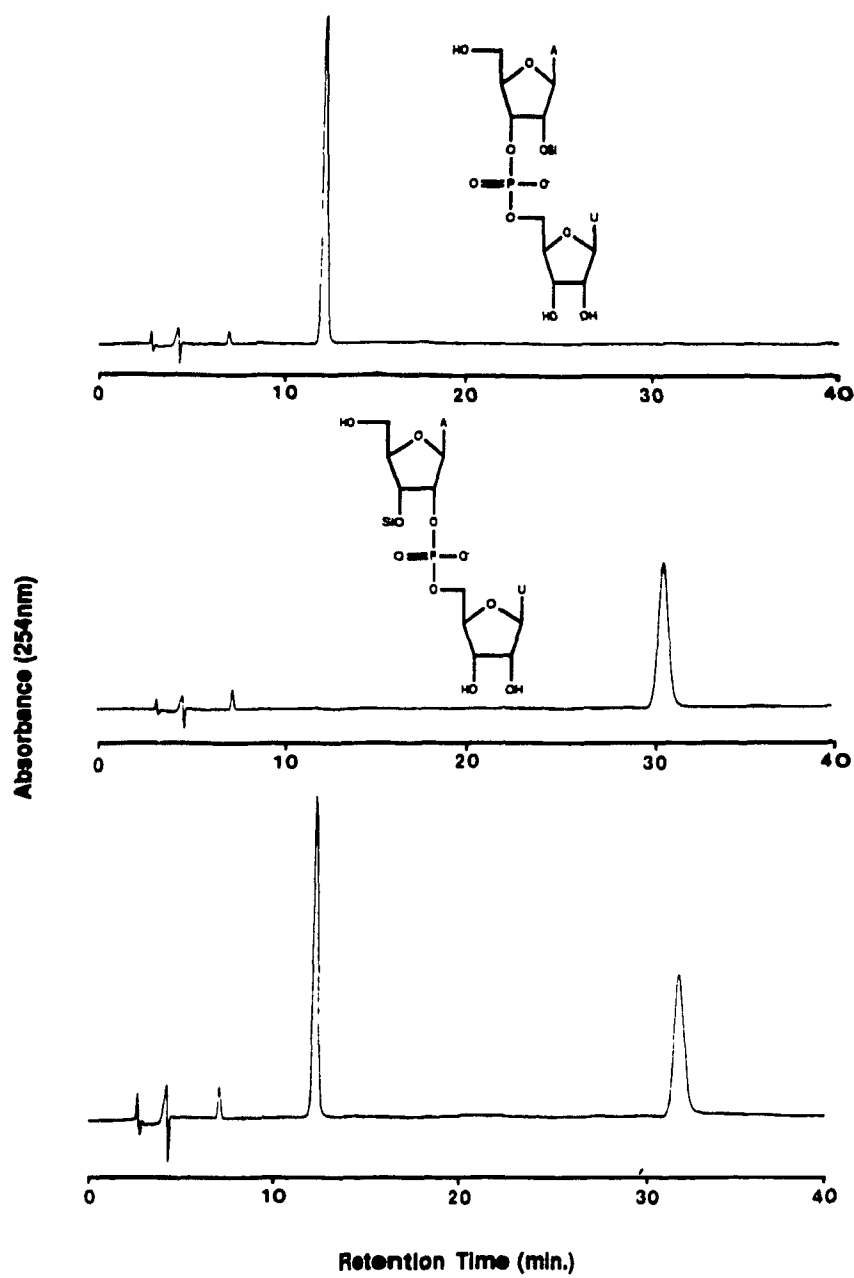 HO
A
O
O
OSi
O=P-O-
O
U
O
HO
OH
0 10 20 30 40
HO
A
O
SiO
O
O=P-O-
O
U
O
HO
OH
0 10 20 30 40
0 10 20 30 40
Absorbance (254nm)
Retention Time (min.)